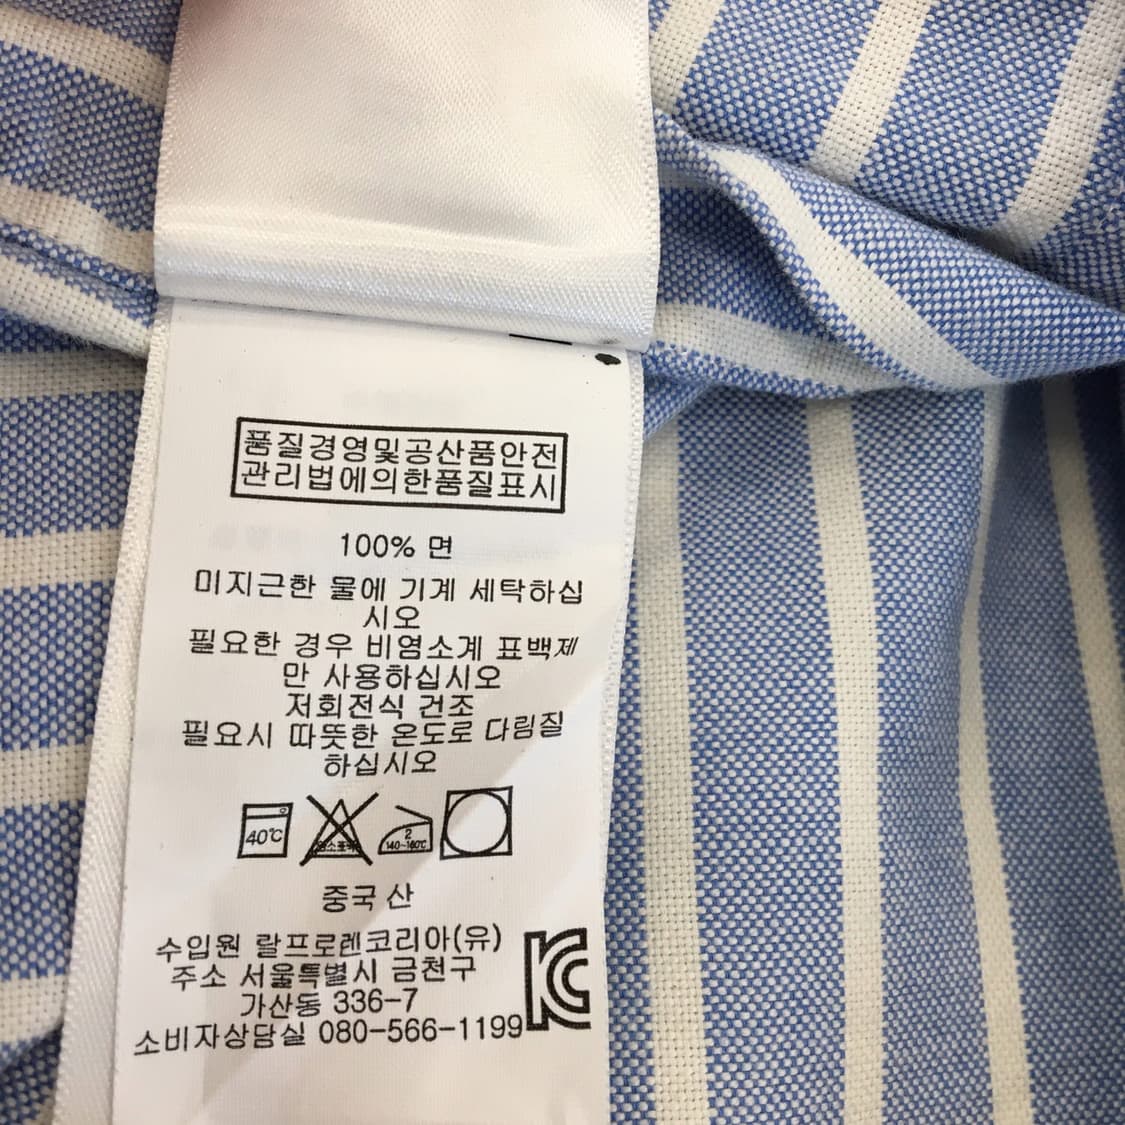 품질경영및공산품안전
관리법에의한품질표시
100% 면
미지근한 물에 기계 세탁하십
시오
필요한 경우 비염소계 표백제
만 사용하십시오
저회전식 건조
필요시 따뜻한 온도로 다림질
하십시오
40℃
염소표백
2
140~160℃
중국 산
수입원 랄프로렌코리아(유)
주소 서울특별시 금천구
가산동 336-7
소비자상담실 080-566-1199